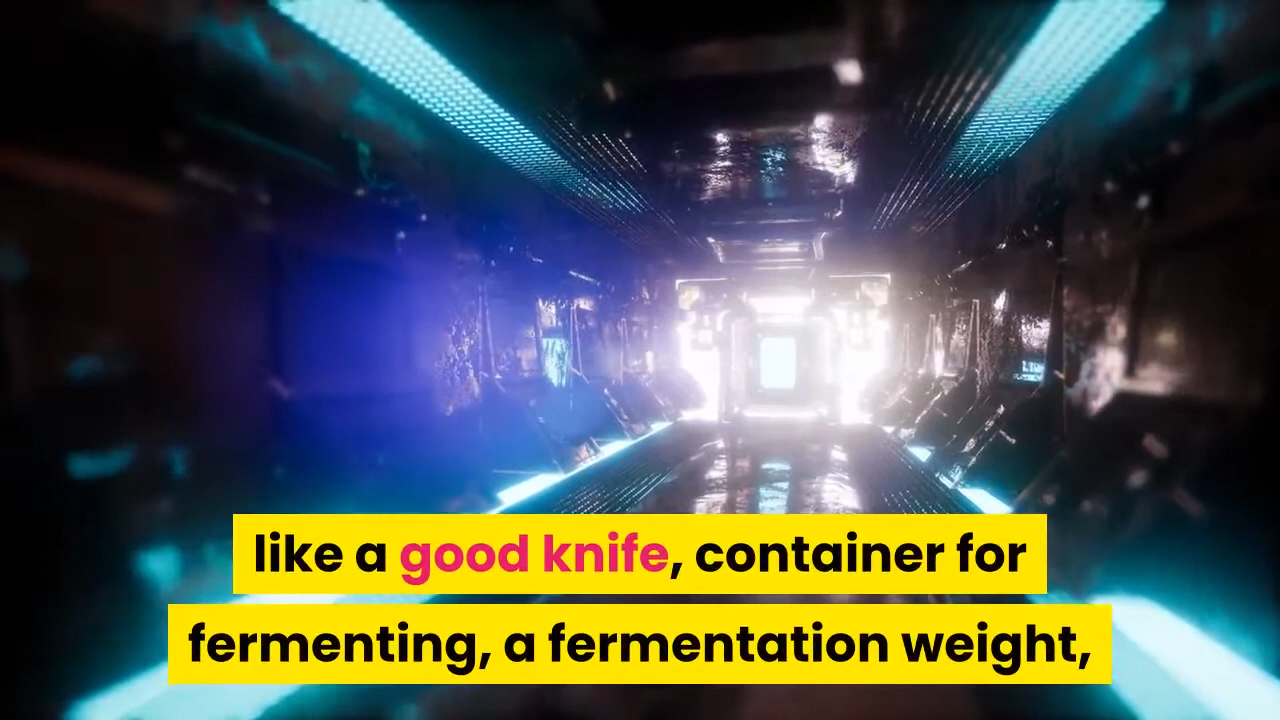 like a good knife, container for
fermenting, a fermentation weight,